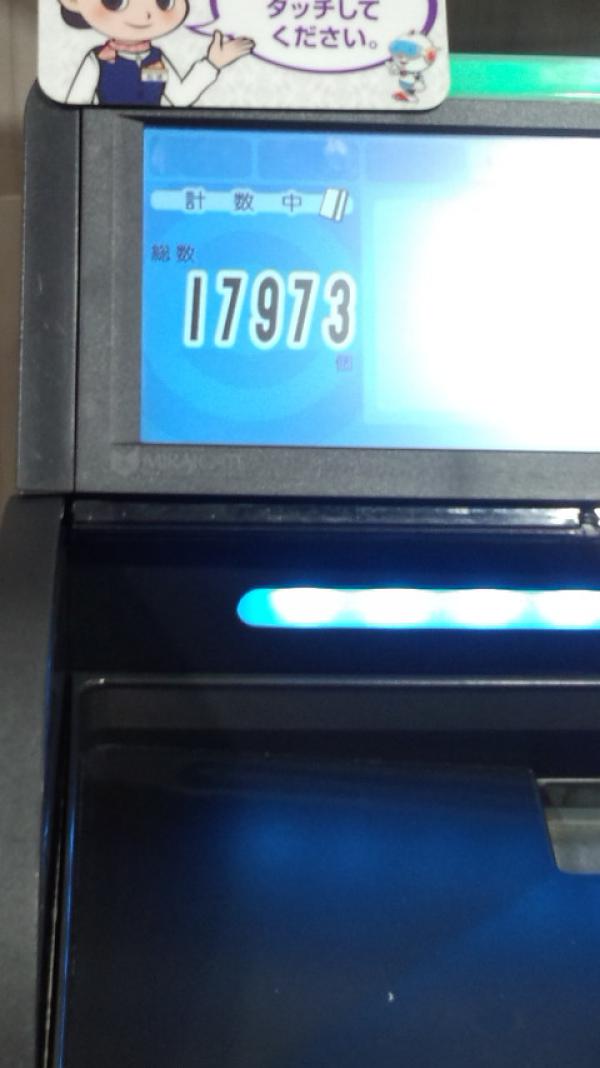 タッチして
ください。
計数中
総数
17973
個